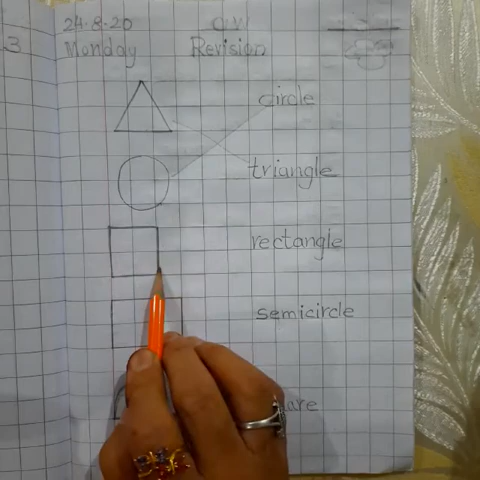 24.8.20 C.W
3 Monday Revision
circle
triangle
rectangle
semicircle